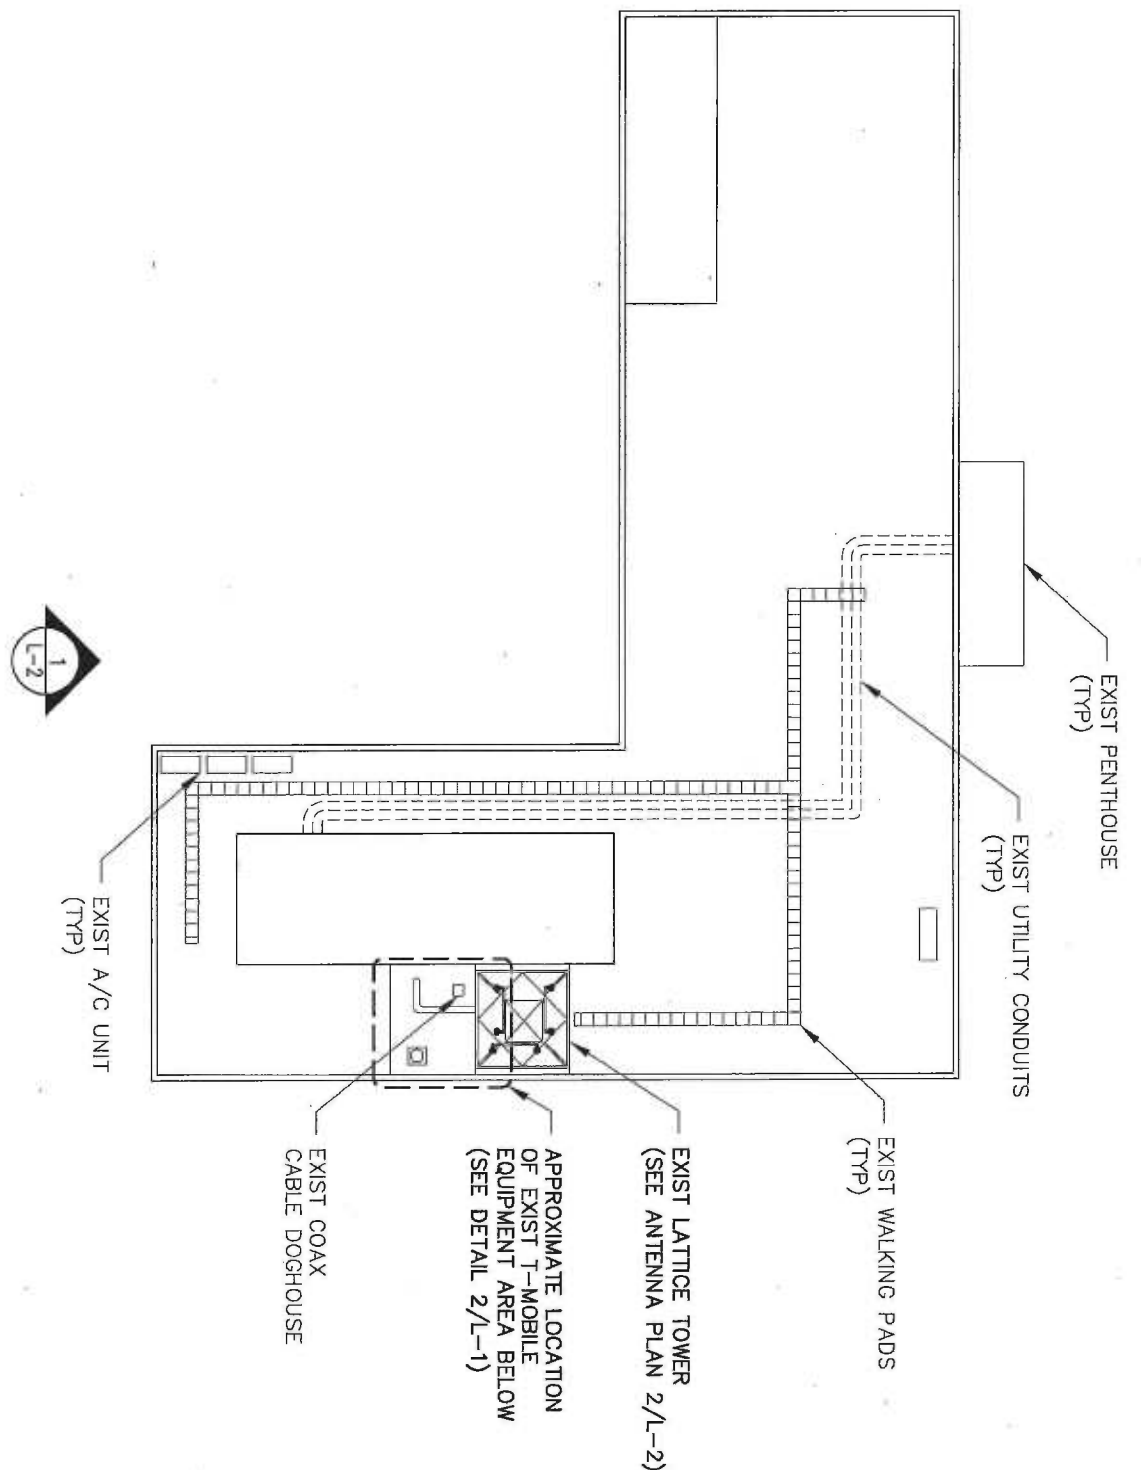 EXIST PENTHOUSE
(TYP)
EXIST UTILITY CONDUITS
(TYP)
EXIST WALKING PADS
(TYP)
EXIST LATTICE TOWER
(SEE ANTENNA PLAN 2/L-2)
APPROXIMATE LOCATION
OF EXIST T-MOBILE
EQUIPMENT AREA BELOW
(SEE DETAIL 2/L-1)
EXIST COAX
CABLE DOGHOUSE
EXIST A/C UNIT
(TYP)
1
L-2